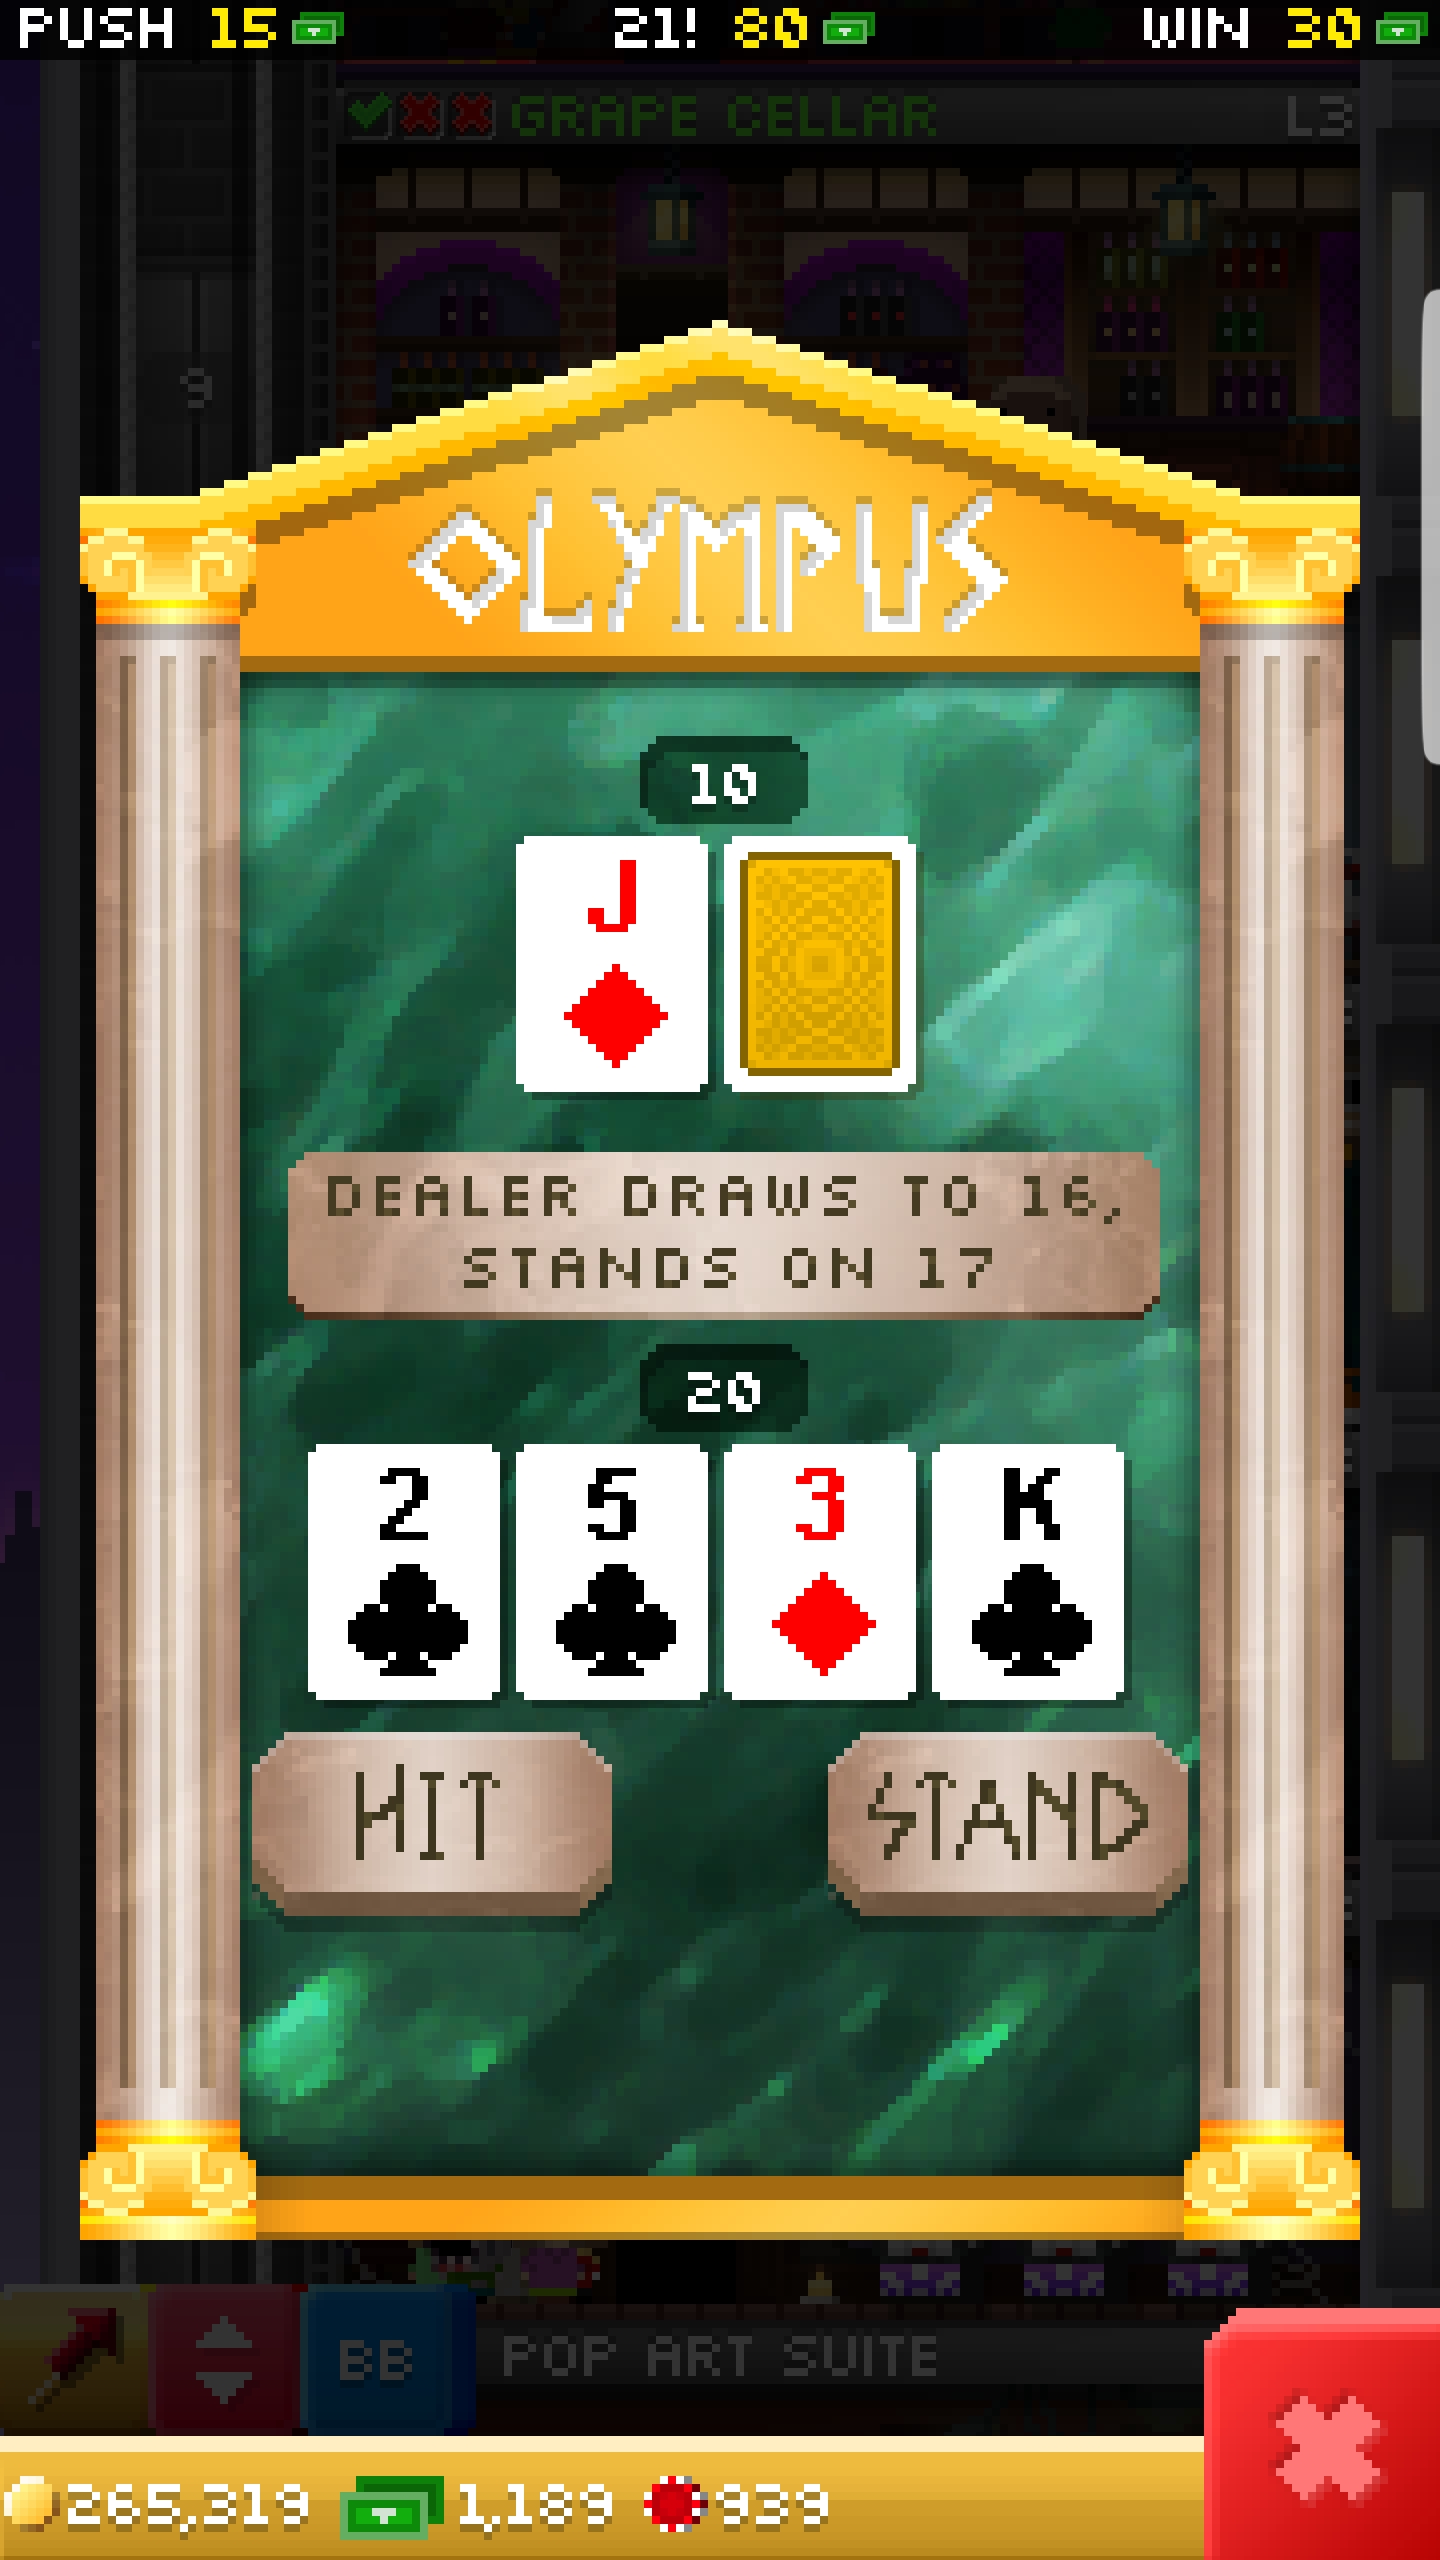 PUSH 15 21! 80 WIN 30
GRAPE CELLAR L3
9
OLYMPUS
10
J
DEALER DRAWS TO 16,
STANDS ON 17
20
2 5 3 K
HIT STAND
BB POP ART SUITE
265,319 1,189 939